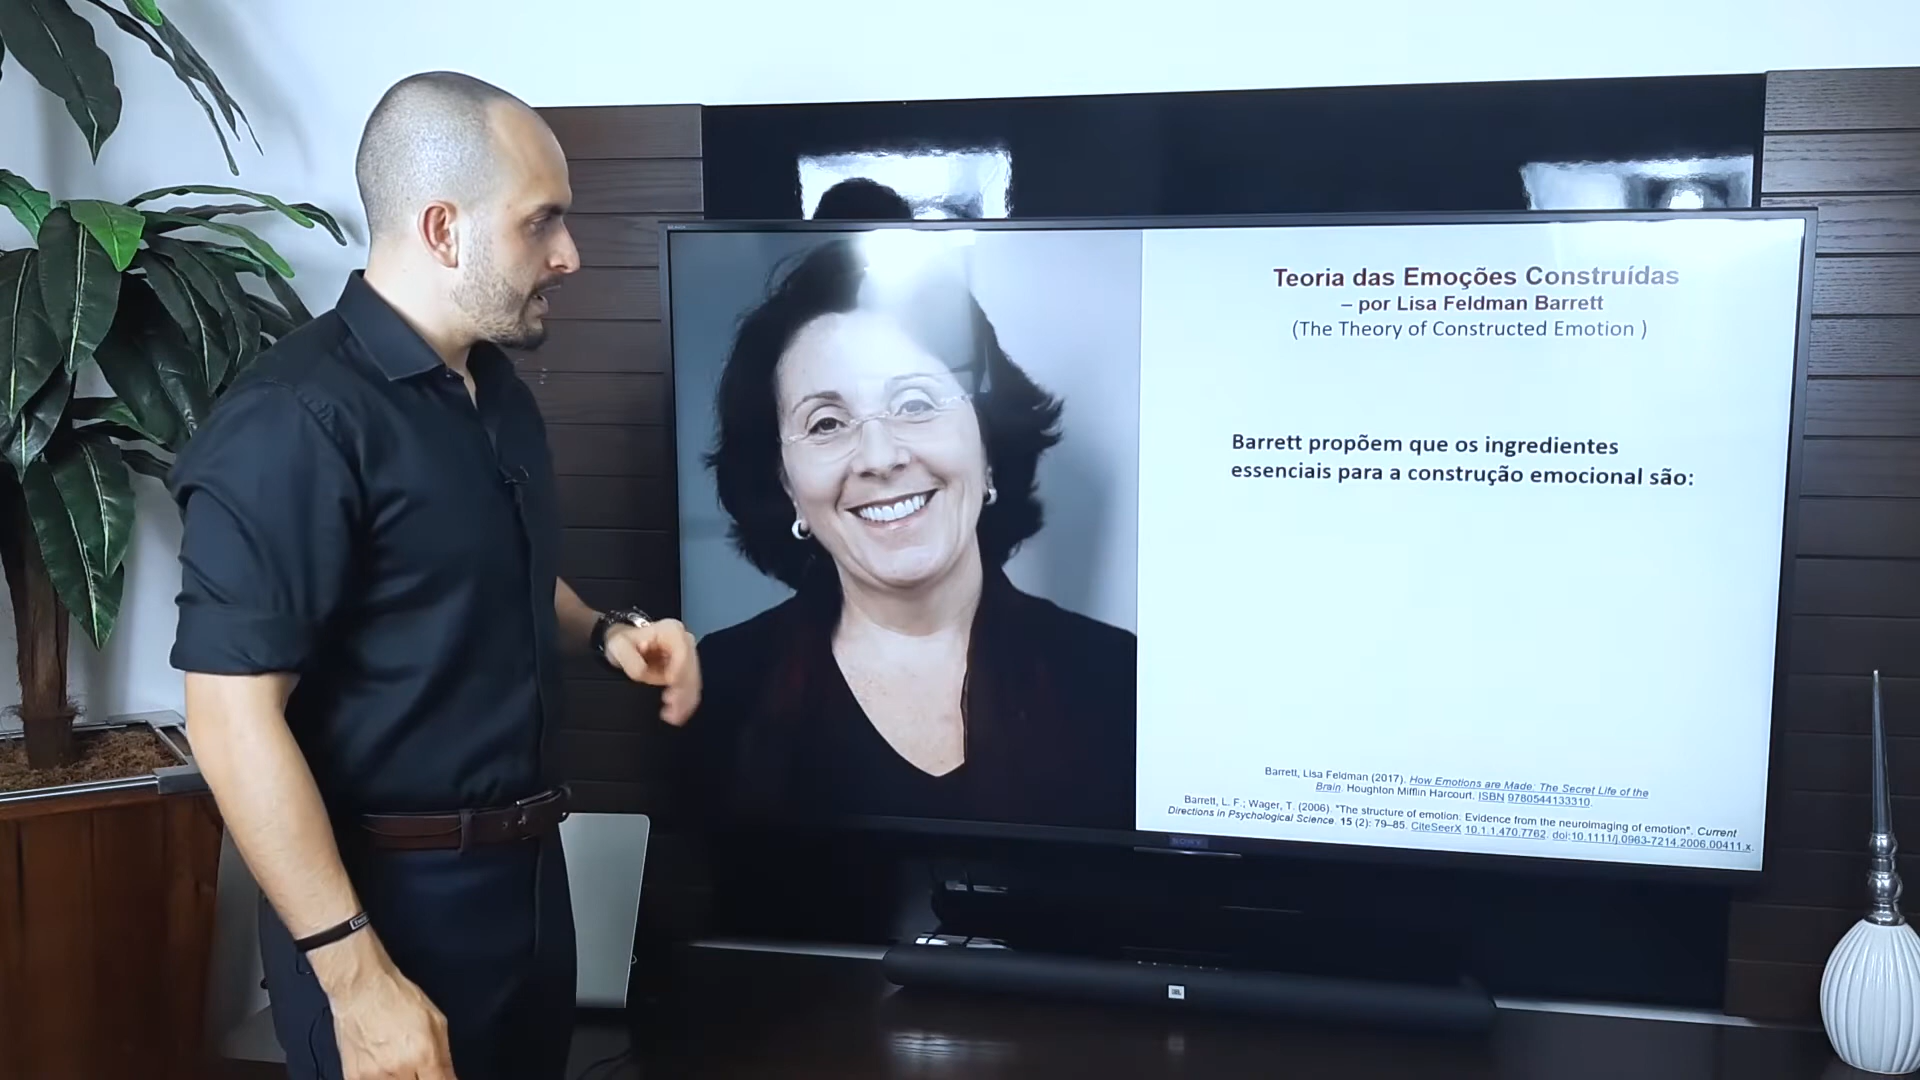 Teoria das Emoções Construídas
– por Lisa Feldman Barrett
(The Theory of Constructed Emotion )
Barrett propõem que os ingredientes
essenciais para a construção emocional são:
Barrett, Lisa Feldman (2017). How Emotions are Made: The Secret Life of the
Brain. Houghton Mifflin Harcourt. ISBN 9780544133310.
Barrett, L. F.; Wager, T. (2006). "The structure of emotion: Evidence from the neuroimaging of emotion". Current
Directions in Psychological Science. 15 (2): 79–85. CiteSeerX 10.1.1.470.7762. doi:10.1111/j.0963-7214.2006.00411.x.
SONY
JBL